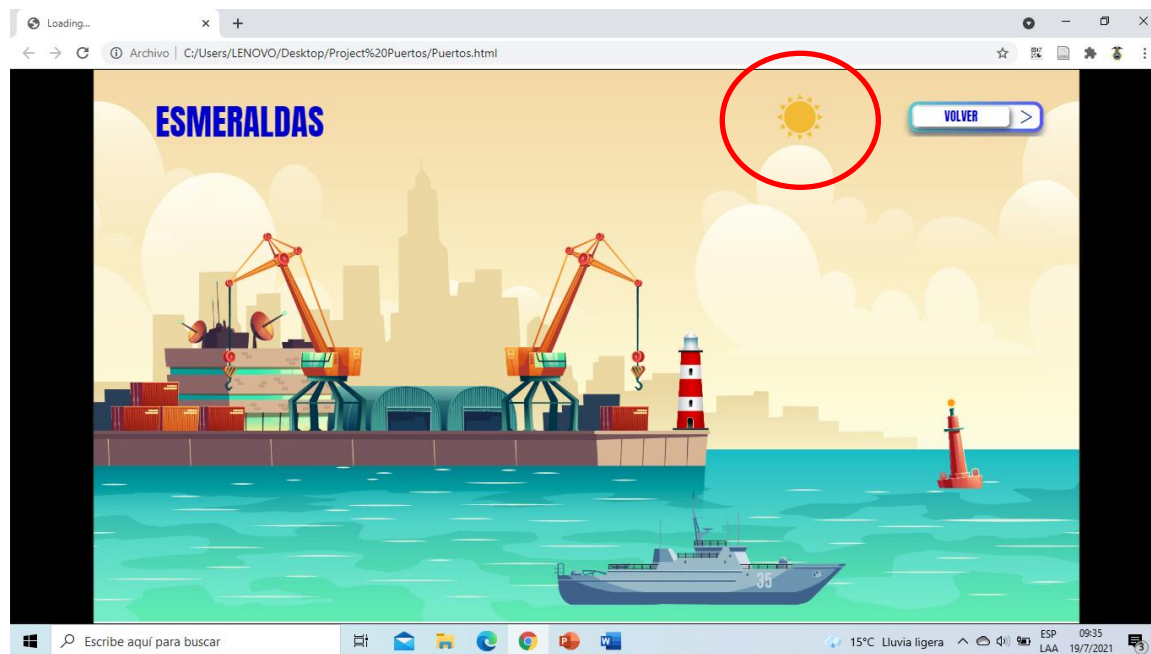 Loading...
Archivo | C:/Users/LENOVO/Desktop/Project%20Puertos/Puertos.html
ESMERALDAS
VOLVER
35
Escribe aquí para buscar
15°C Lluvia ligera
ESP
LAA
09:35
19/7/2021
3